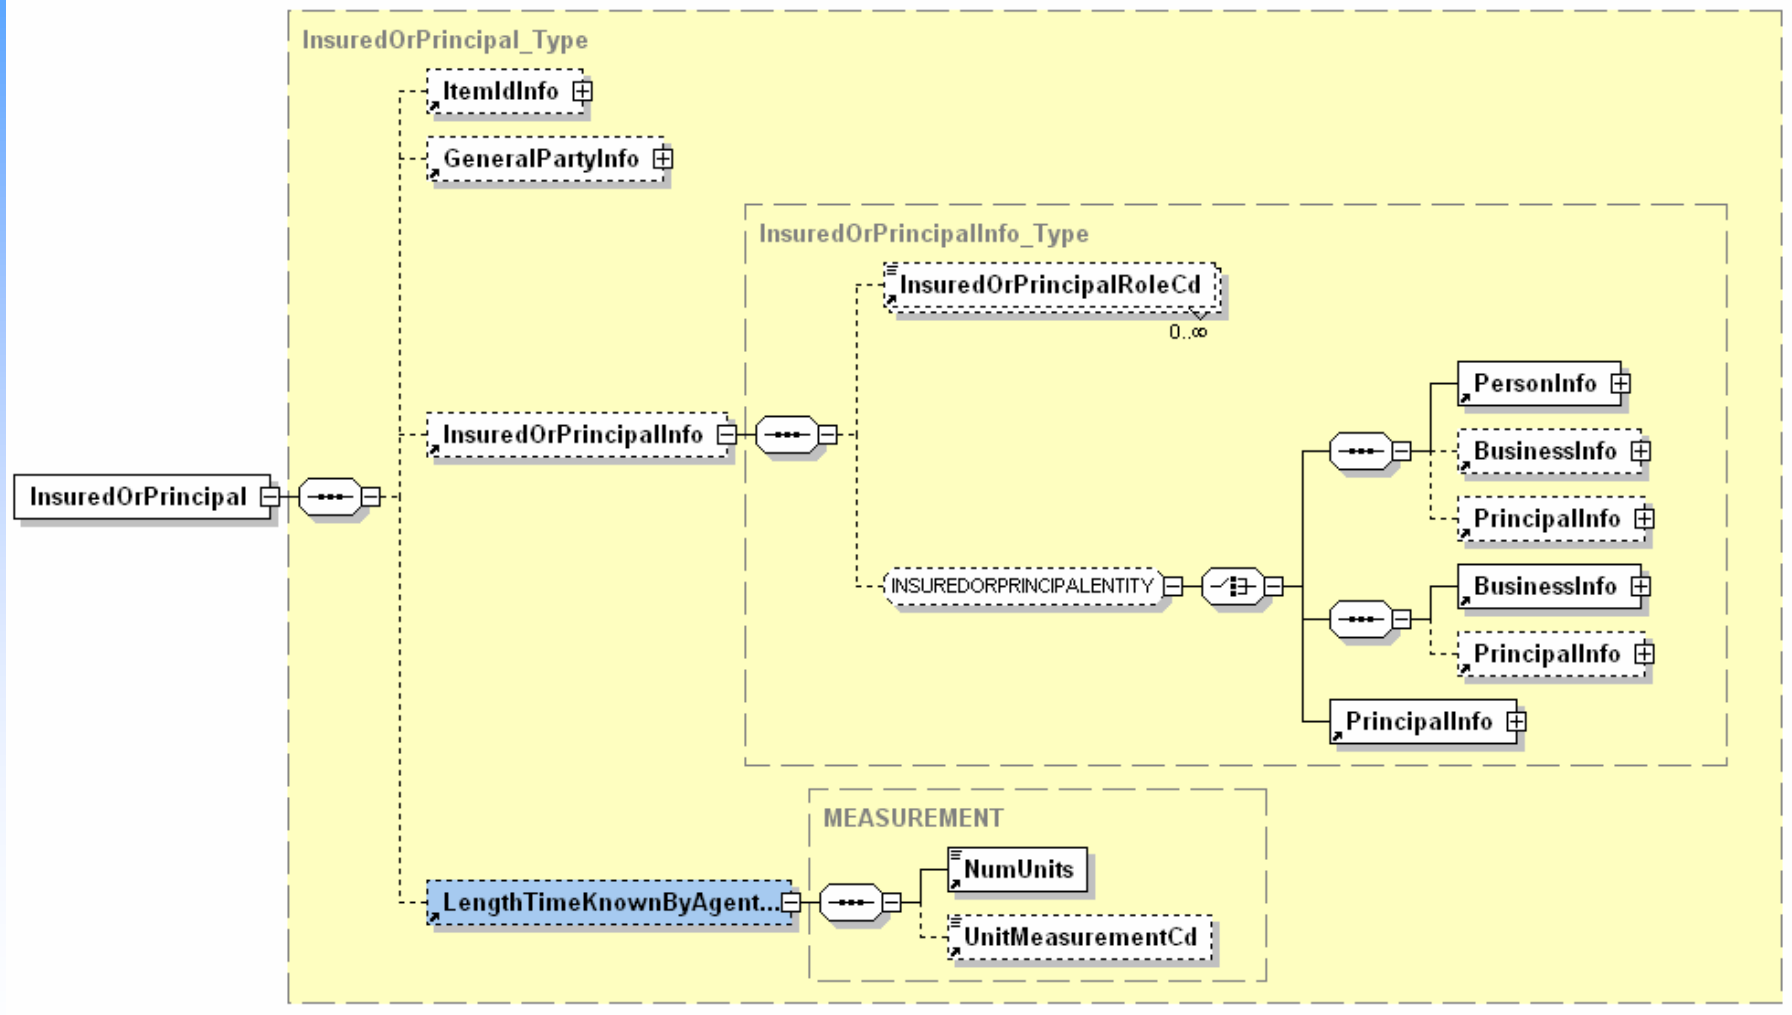 InsuredOrPrincipal_Type
ItemIdInfo
GeneralPartyInfo
InsuredOrPrincipalInfo_Type
InsuredOrPrincipalRoleCd
0..∞
PersonInfo
InsuredOrPrincipalInfo
BusinessInfo
InsuredOrPrincipal
PrincipalInfo
INSUREDORPRINCIPALENTITY
BusinessInfo
PrincipalInfo
PrincipalInfo
MEASUREMENT
NumUnits
LengthTimeKnownByAgent...
UnitMeasurementCd